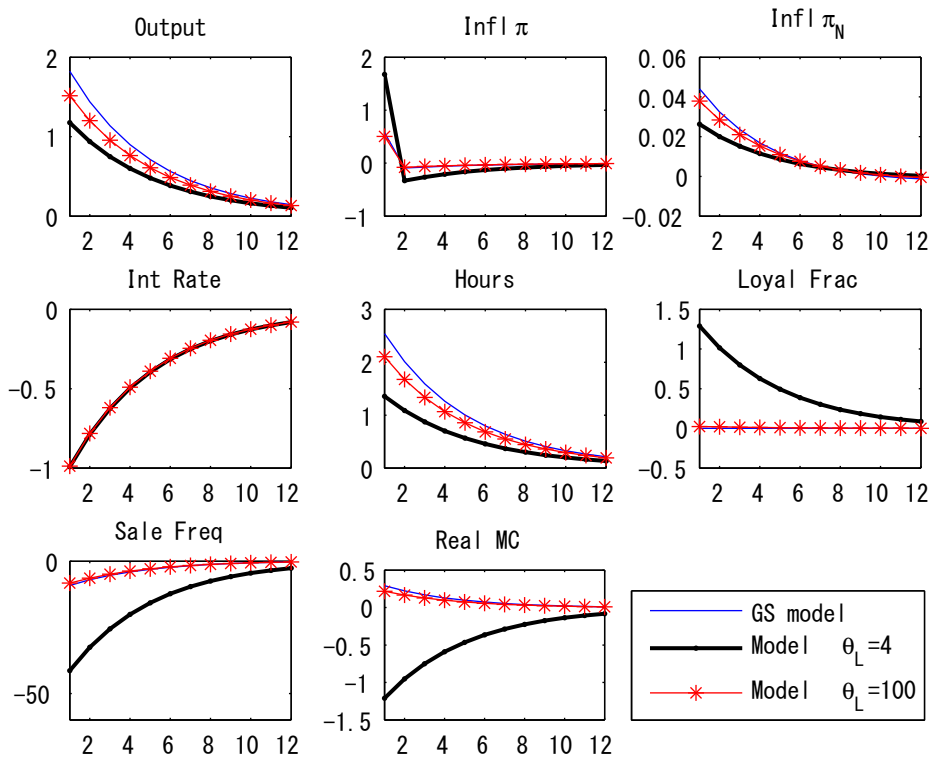 Output
2
1
0
2 4 6 8 10 12
Infl π
2
1
0
−1
2 4 6 8 10 12
Infl π_N
0.06
0.04
0.02
0
−0.02
2 4 6 8 10 12
Int Rate
0
−0.5
−1
2 4 6 8 10 12
Hours
3
2
1
0
2 4 6 8 10 12
Loyal Frac
1.5
1
0.5
0
−0.5
2 4 6 8 10 12
Sale Freq
0
−50
2 4 6 8 10 12
Real MC
0.5
0
−0.5
−1
−1.5
2 4 6 8 10 12
GS model
Model θ_L=4
Model θ_L=100